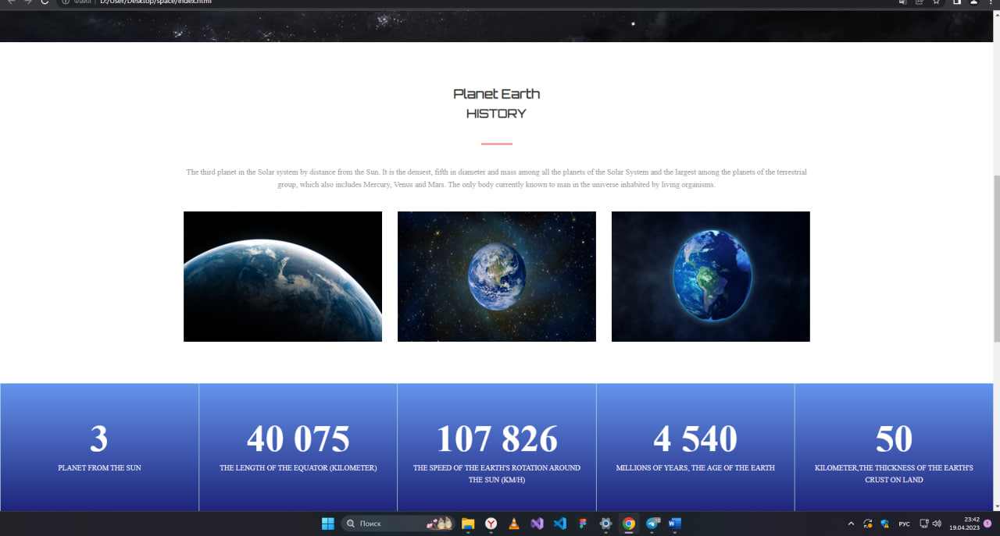 Файл
D:/User/Desktop/space/index.html
Planet Earth
HISTORY
The third planet in the Solar system by distance from the Sun. It is the densest, fifth in diameter and mass among all the planets of the Solar System and the largest among the planets of the terrestrial
group, which also includes Mercury, Venus and Mars. The only body currently known to man in the universe inhabited by living organisms.
3
PLANET FROM THE SUN
40 075
THE LENGTH OF THE EQUATOR (KILOMETER)
107 826
THE SPEED OF THE EARTH'S ROTATION AROUND
THE SUN (KM/H)
4 540
MILLIONS OF YEARS, THE AGE OF THE EARTH
50
KILOMETER,THE THICKNESS OF THE EARTH'S
CRUST ON LAND
Поиск
РУС
23:42
19.04.2023
1